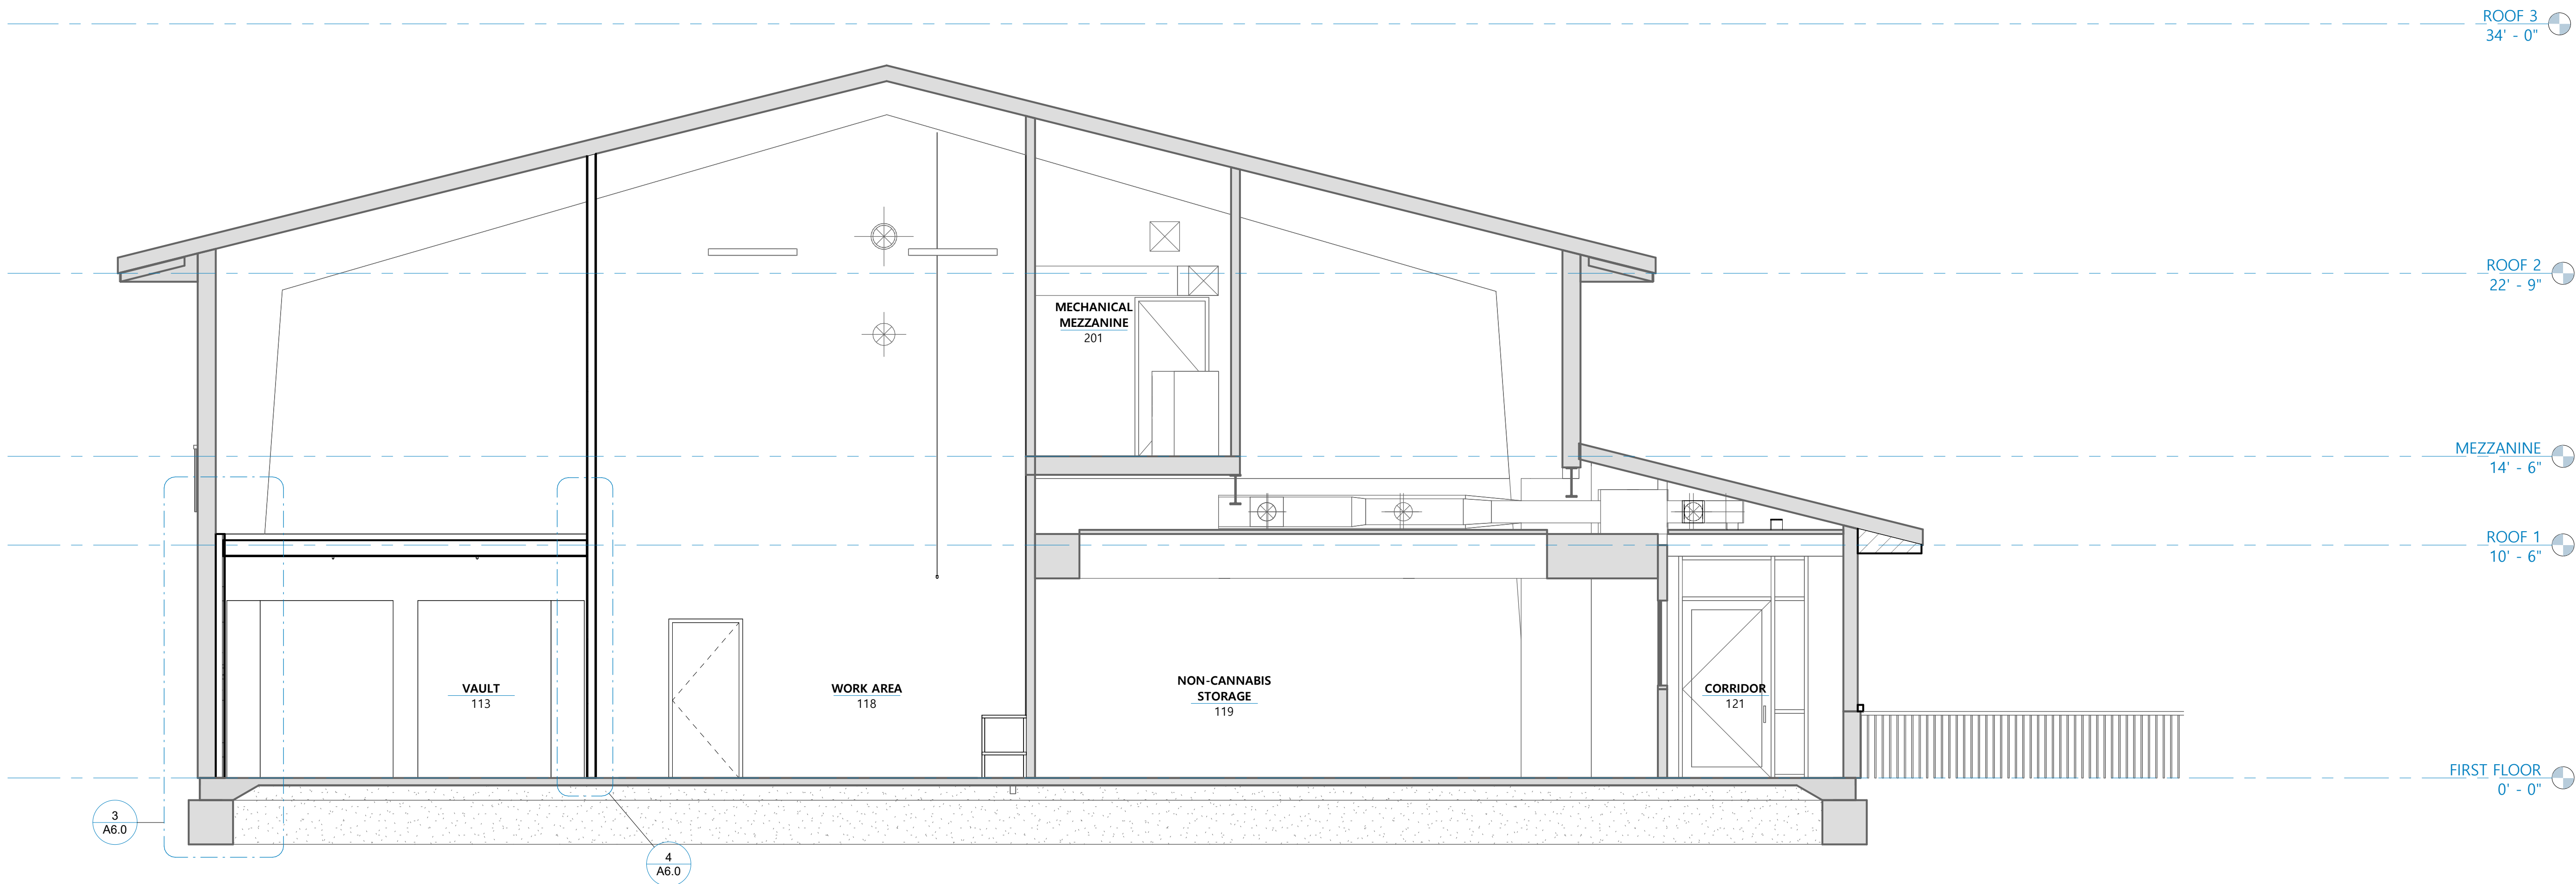 ROOF 3
34' - 0"
ROOF 2
22' - 9"
MECHANICAL
MEZZANINE
201
MEZZANINE
14' - 6"
ROOF 1
10' - 6"
VAULT
113
WORK AREA
118
NON-CANNABIS
STORAGE
119
CORRIDOR
121
FIRST FLOOR
0' - 0"
3
A6.0
4
A6.0